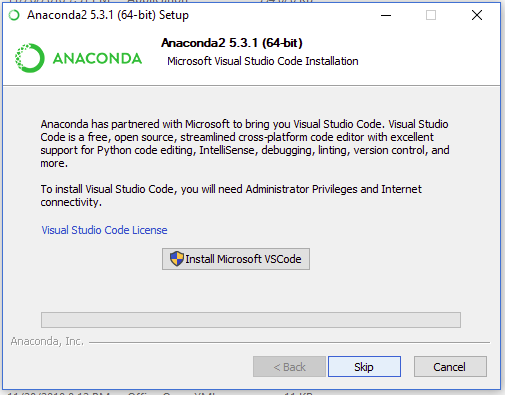 Anaconda2 5.3.1 (64-bit) Setup
ANACONDA
Anaconda2 5.3.1 (64-bit)
Microsoft Visual Studio Code Installation
Anaconda has partnered with Microsoft to bring you Visual Studio Code. Visual Studio
Code is a free, open source, streamlined cross-platform code editor with excellent
support for Python code editing, IntelliSense, debugging, linting, version control, and
more.
To install Visual Studio Code, you will need Administrator Privileges and Internet
connectivity.
Visual Studio Code License
Install Microsoft VSCode
Anaconda, Inc.
< Back
Skip
Cancel